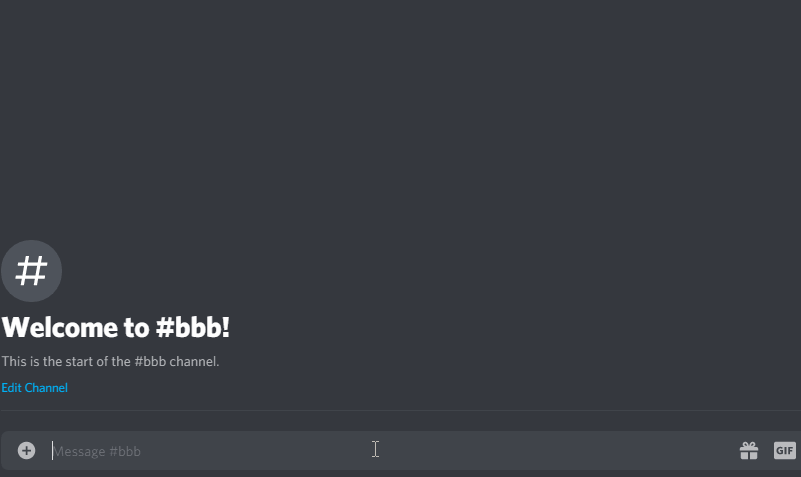 #
Welcome to #bbb!
This is the start of the #bbb channel.
Edit Channel
Message #bbb
GIF